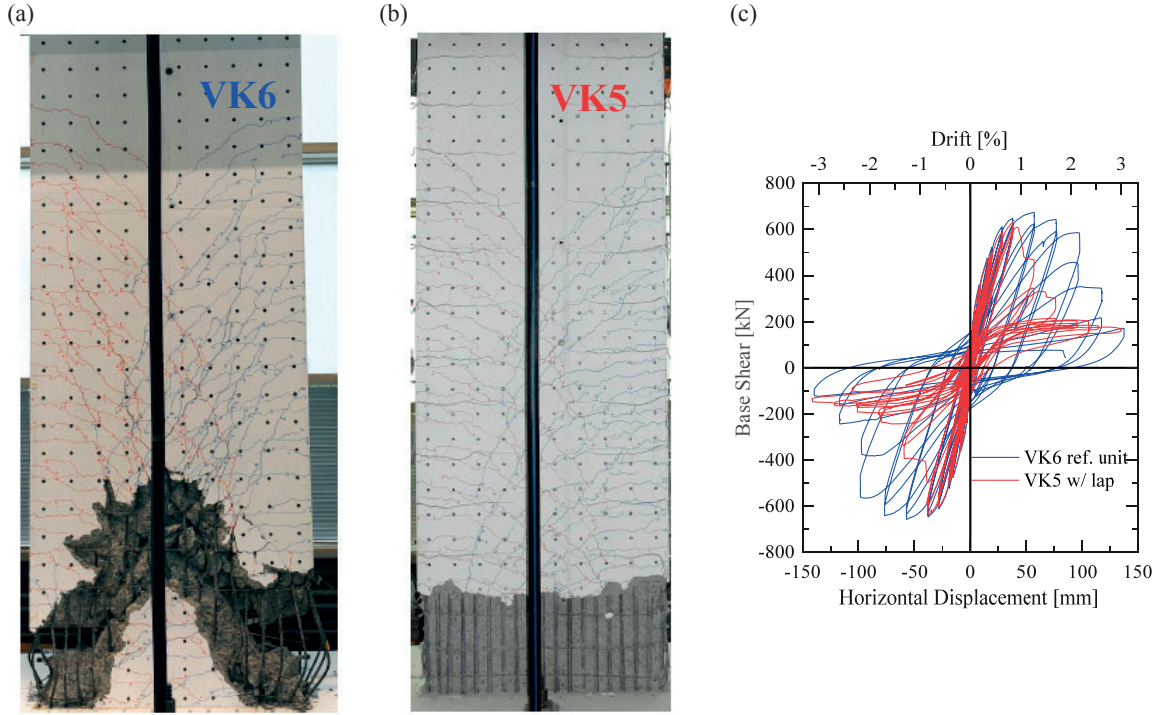 (a)
(b)
(c)
VK6
VK5
Drift [%]
-3 -2 -1 0 1 2 3
800
600
400
200
0
-200
-400
-600
-800
Base Shear [kN]
VK6 ref. unit
VK5 w/ lap
-150 -100 -50 0 50 100 150
Horizontal Displacement [mm]